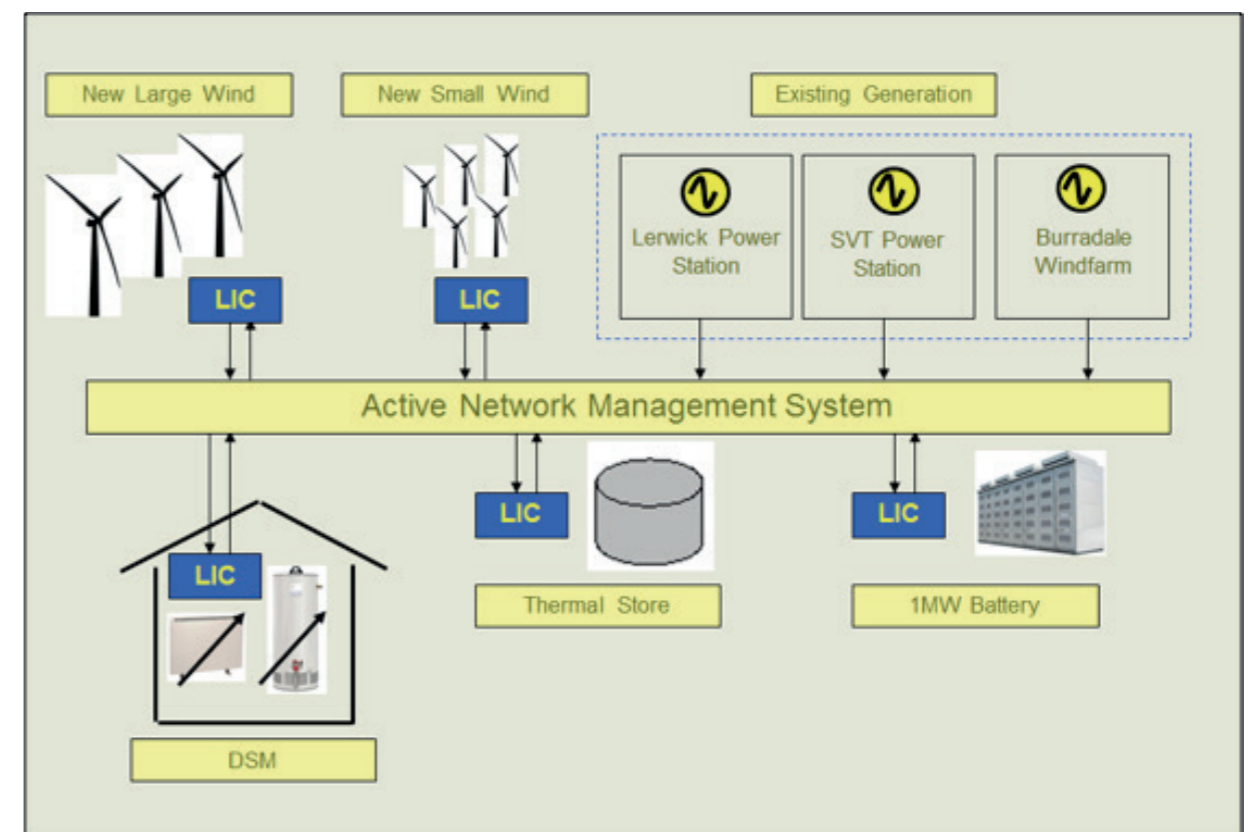 New Large Wind
New Small Wind
Existing Generation
Lerwick Power
Station
SVT Power
Station
Burradale
Windfarm
LIC
LIC
Active Network Management System
LIC
LIC
LIC
Thermal Store
1MW Battery
DSM